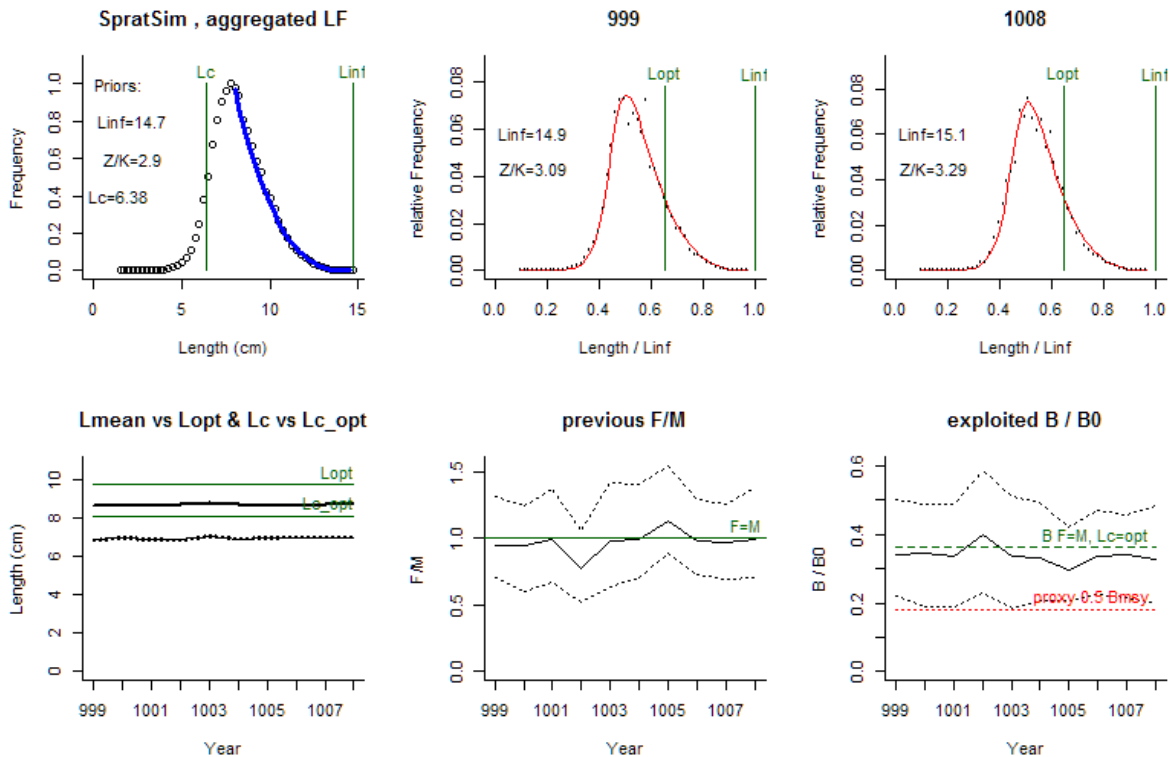 SpratSim , aggregated LF
Lc
Linf
Priors:
Linf=14.7
Z/K=2.9
Lc=6.38
Frequency
0.0 0.2 0.4 0.6 0.8 1.0
0 5 10 15
Length (cm)
999
Lopt
Linf
Linf=14.9
Z/K=3.09
relative Frequency
0.00 0.02 0.04 0.06 0.08
0.0 0.2 0.4 0.6 0.8 1.0
Length / Linf
1008
Lopt
Linf
Linf=15.1
Z/K=3.29
relative Frequency
0.00 0.02 0.04 0.06 0.08
0.0 0.2 0.4 0.6 0.8 1.0
Length / Linf
Lmean vs Lopt & Lc vs Lc_opt
Lopt
Lc_opt
Length (cm)
0 2 4 6 8 10
999 1001 1003 1005 1007
Year
previous F/M
F=M
F/M
0.0 0.5 1.0 1.5
999 1001 1003 1005 1007
Year
exploited B / B0
B F=M, Lc=opt
proxy 0.5 Bmsy
B / B0
0.0 0.2 0.4 0.6
999 1001 1003 1005 1007
Year